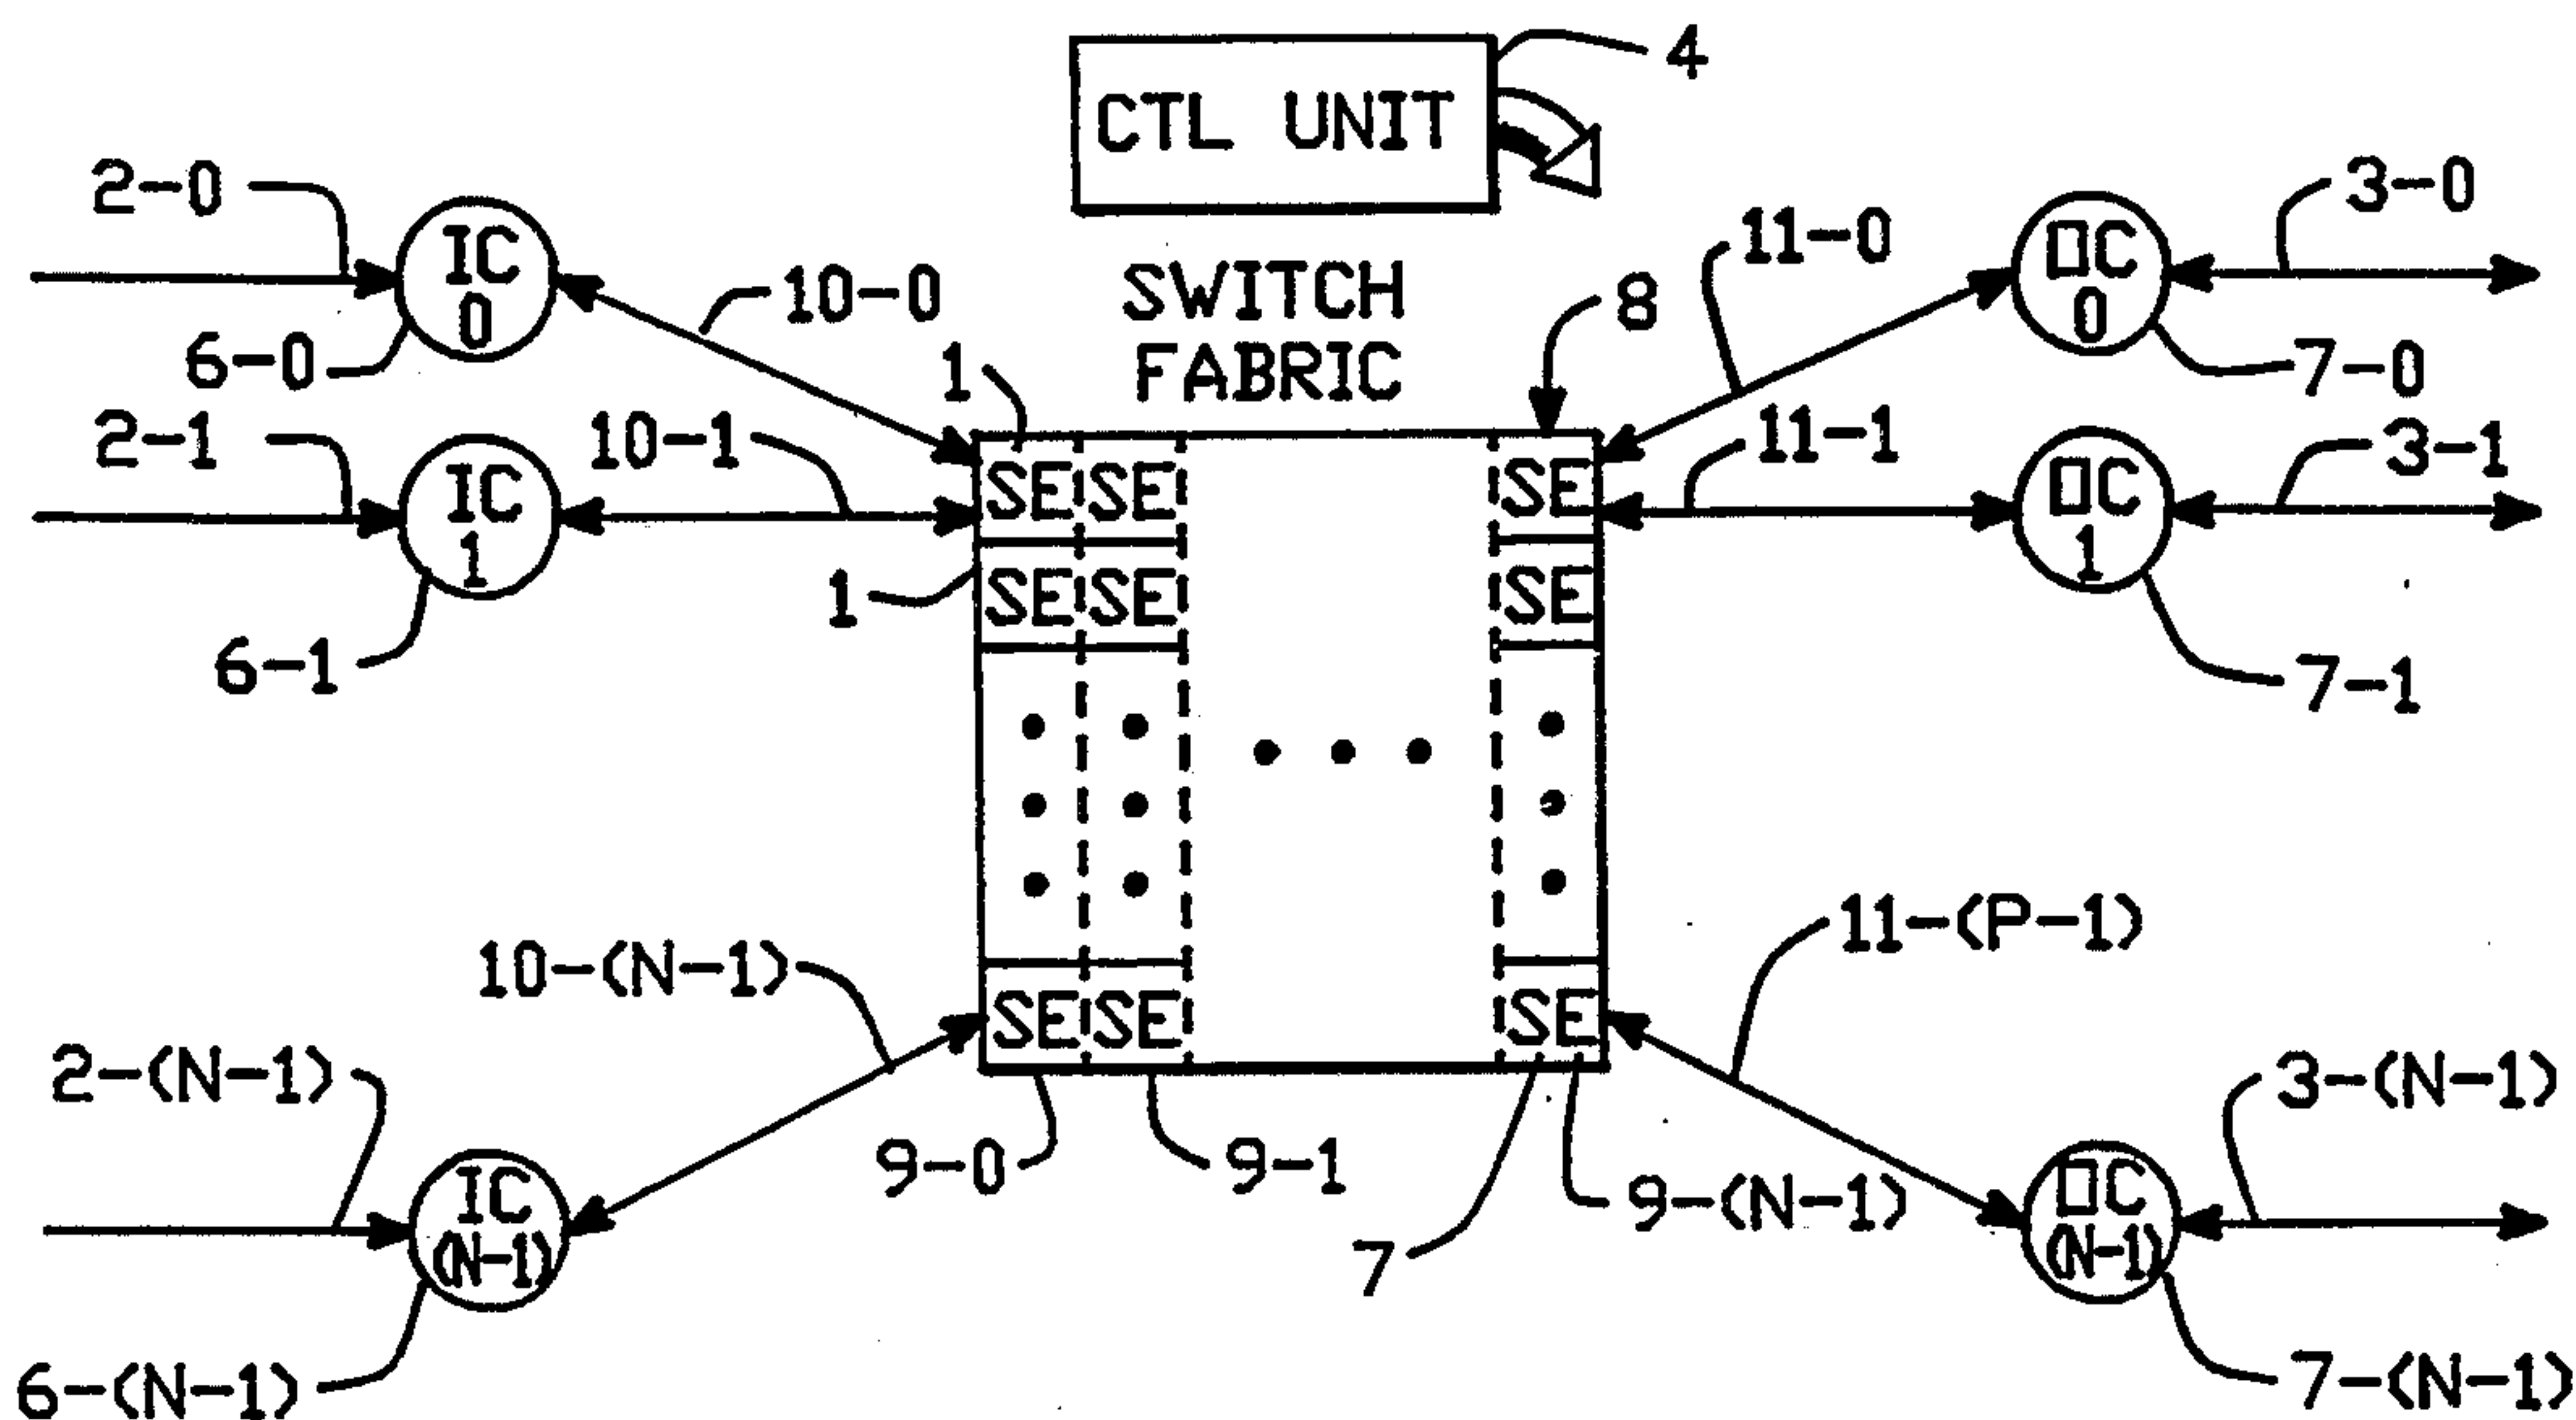 4
CTL UNIT
2-0
IC
0
6-0
10-0
SWITCH
FABRIC
8
11-0
OC
0
3-0
7-0
2-1
IC
1
6-1
10-1
1
1
SE SE SE
SE SE SE
11-1
OC
1
3-1
7-1
10-(N-1)
11-(P-1)
SE SE SE
2-(N-1)
IC
(N-1)
6-(N-1)
9-0
9-1
7
9-(N-1)
3-(N-1)
OC
(N-1)
7-(N-1)